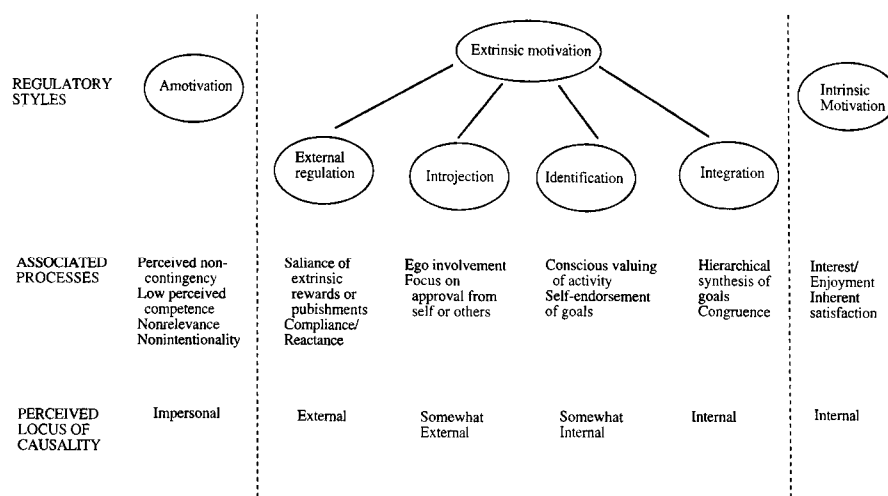 Extrinsic motivation
REGULATORY
STYLES
Amotivation
Intrinsic
Motivation
External
regulation
Introjection
Identification
Integration
ASSOCIATED
PROCESSES
Perceived non-
contingency
Low perceived
competence
Nonrelevance
Nonintentionality
Saliance of
extrinsic
rewards or
pubishments
Compliance/
Reactance
Ego involvement
Focus on
approval from
self or others
Conscious valuing
of activity
Self-endorsement
of goals
Hierarchical
synthesis of
goals
Congruence
Interest/
Enjoyment
Inherent
satisfaction
PERCEIVED
LOCUS OF
CAUSALITY
Impersonal
External
Somewhat
External
Somewhat
Internal
Internal
Internal